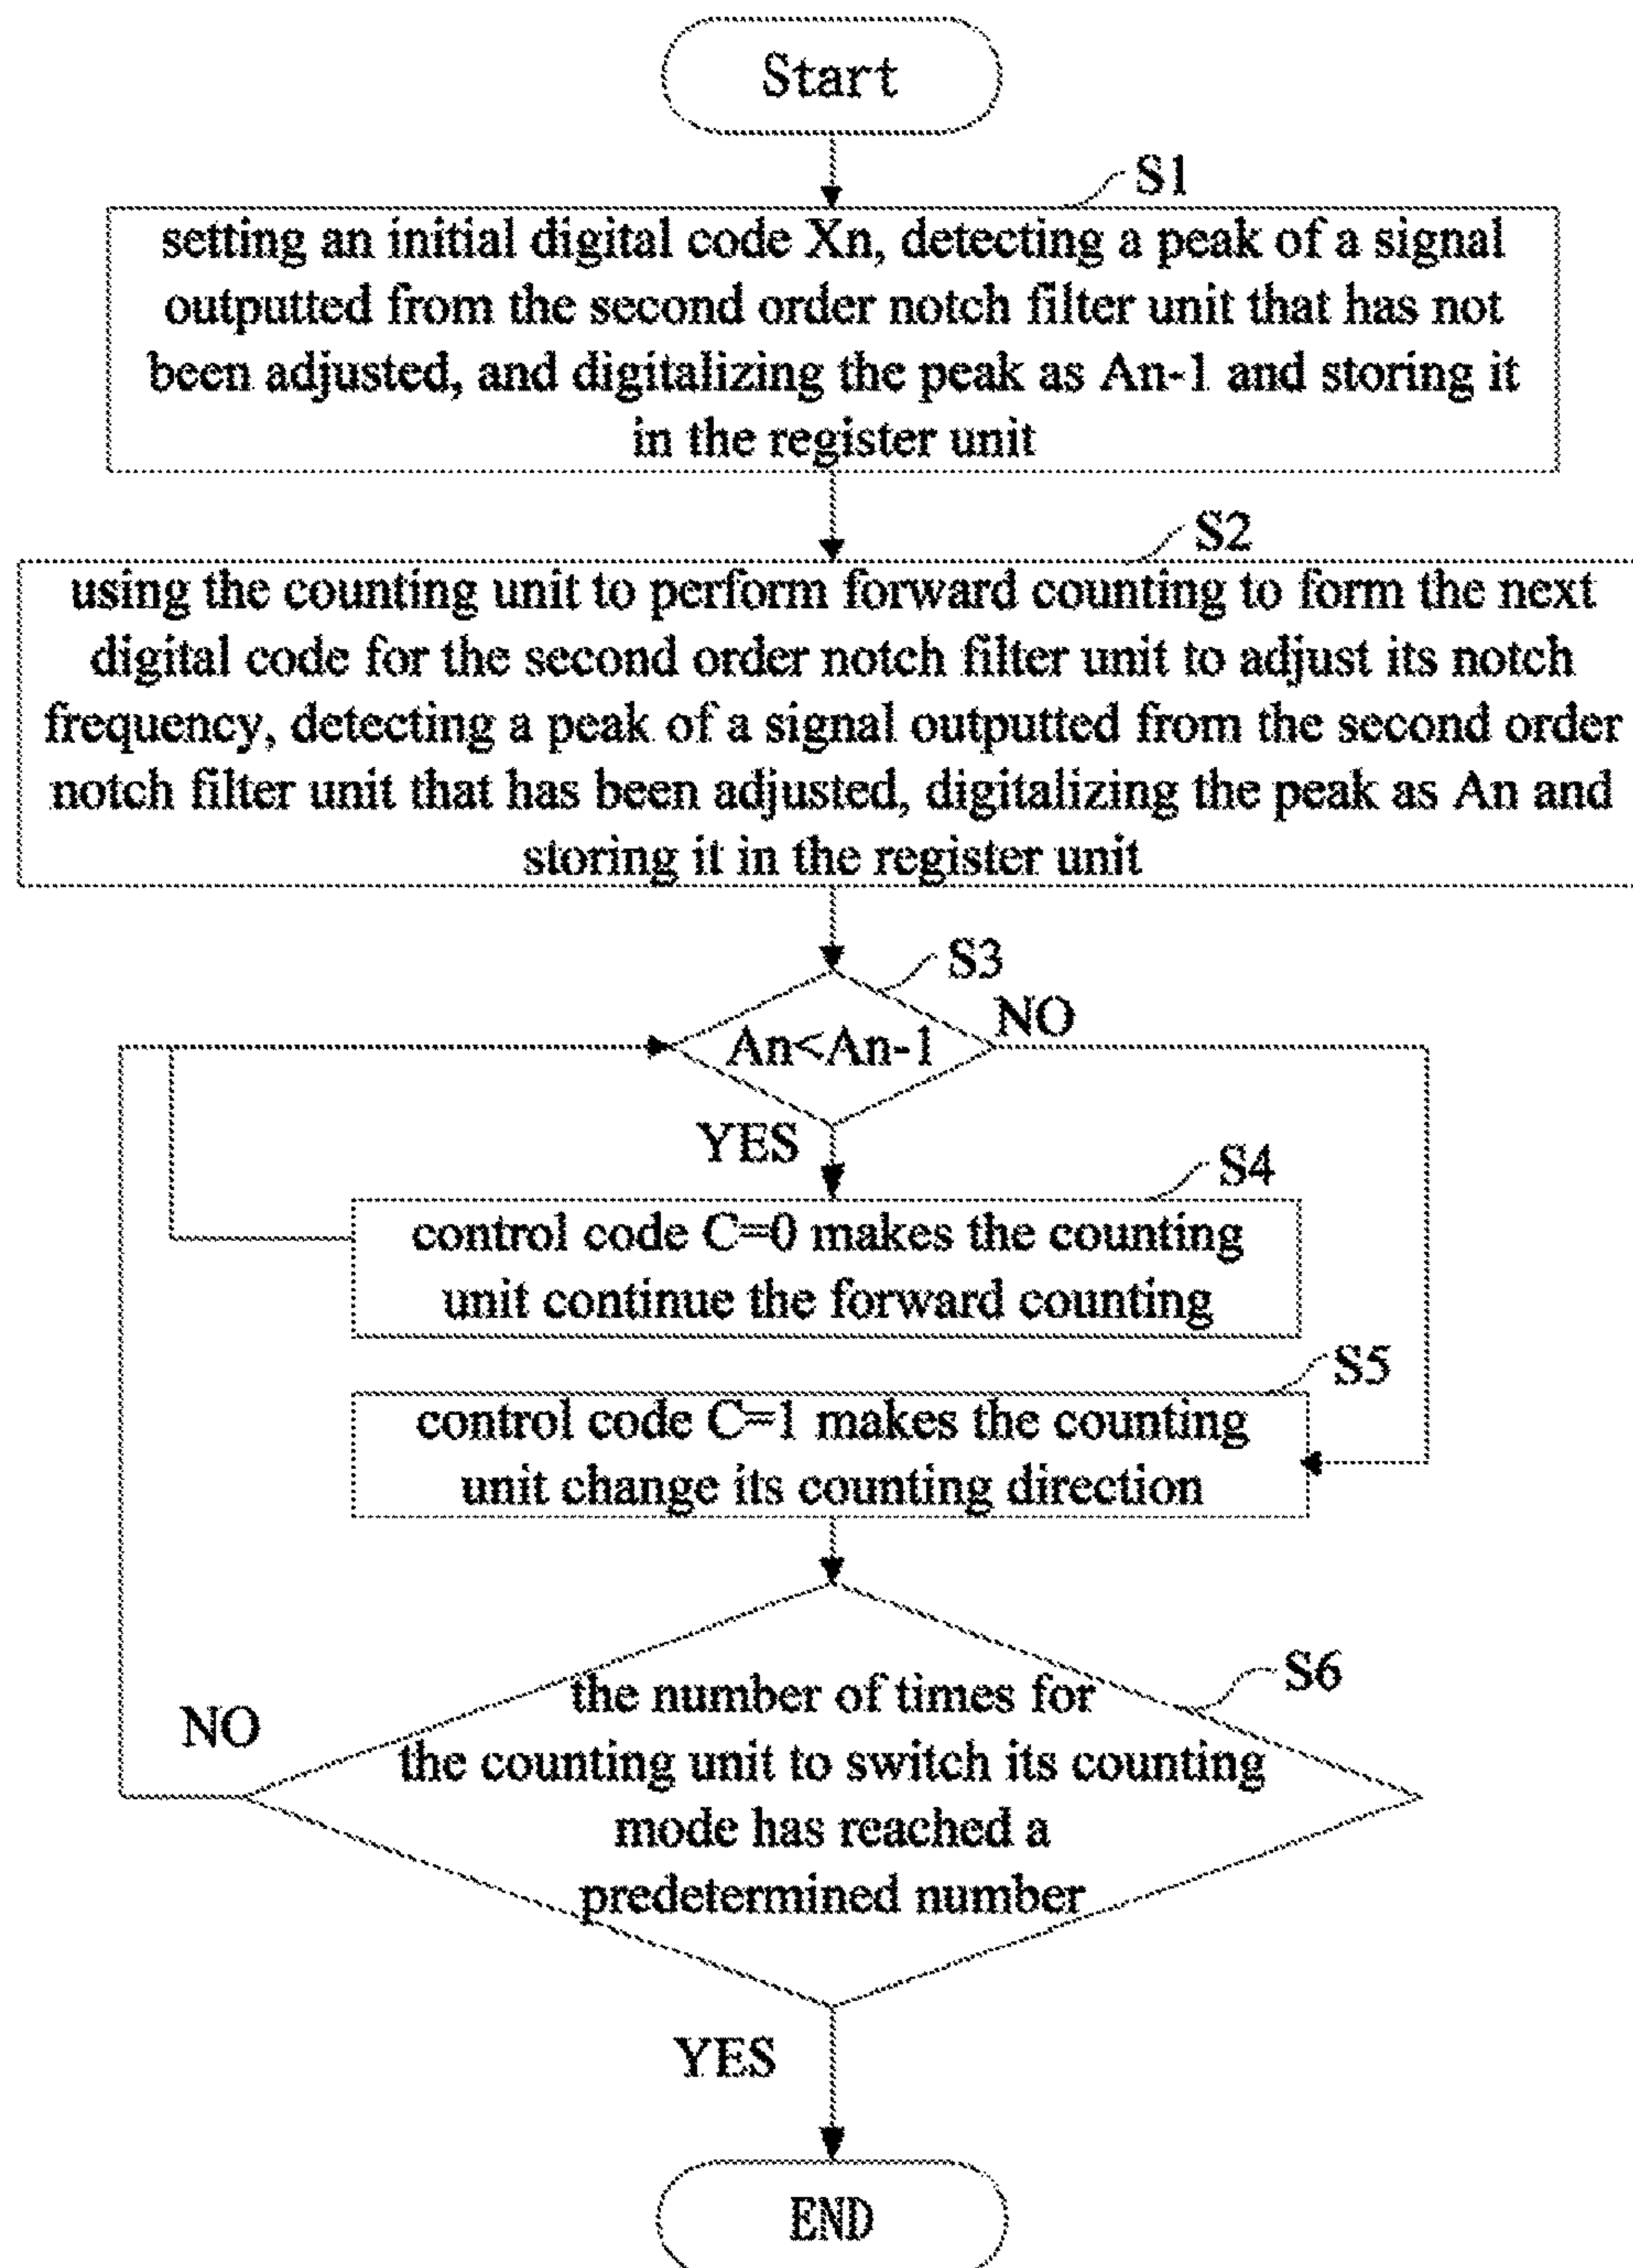 Start
S1
setting an initial digital code Xn, detecting a peak of a signal
outputted from the second order notch filter unit that has not
been adjusted, and digitalizing the peak as An-1 and storing it
in the register unit
S2
using the counting unit to perform forward counting to form the next
digital code for the second order notch filter unit to adjust its notch
frequency, detecting a peak of a signal outputted from the second order
notch filter unit that has been adjusted, digitalizing the peak as An and
storing it in the register unit
S3
NO
An<An-1
YES
S4
control code C=0 makes the counting
unit continue the forward counting
S5
control code C=1 makes the counting
unit change its counting direction
S6
the number of times for
NO
the counting unit to switch its counting
mode has reached a
predetermined number
YES
END